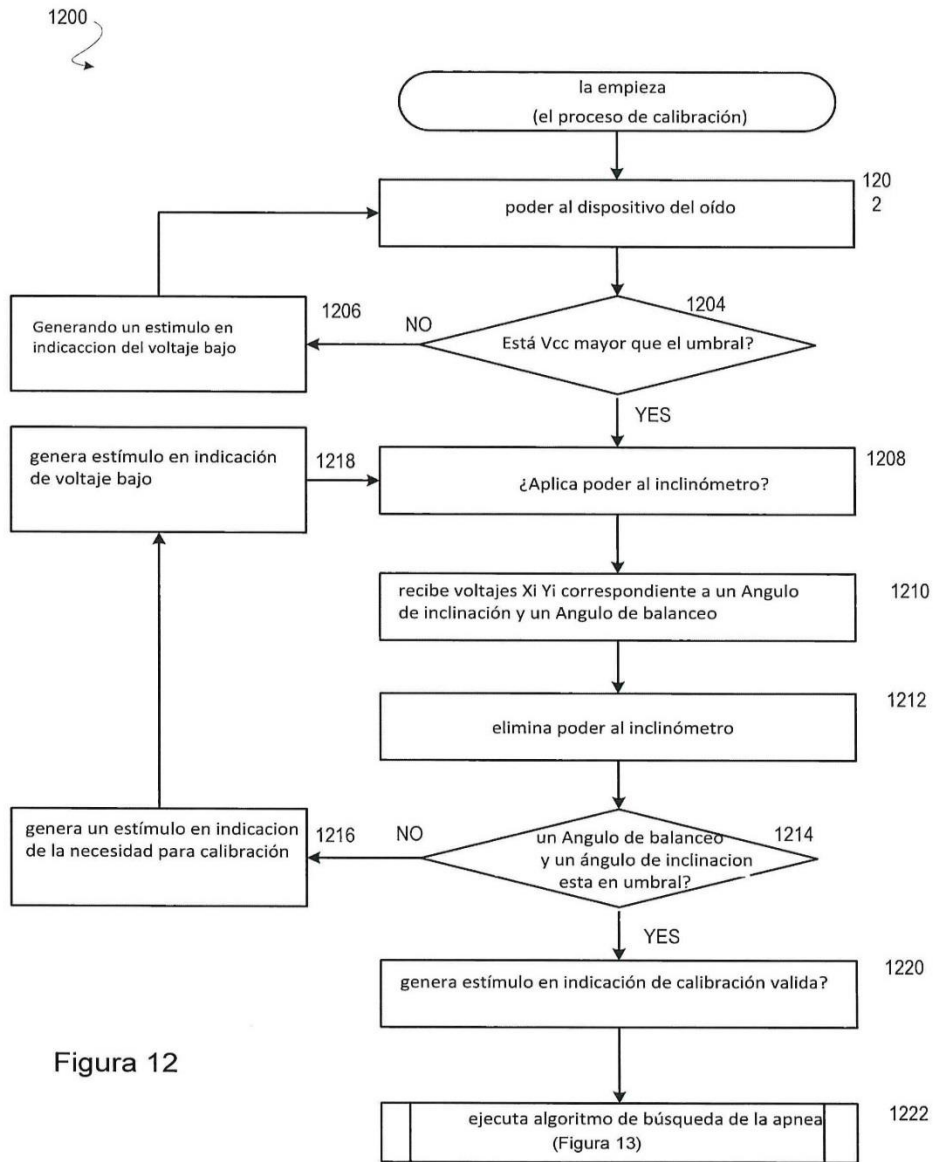 1200
la empieza
(el proceso de calibración)
120
2
poder al dispositivo del oído
1204
1206
NO
Generando un estimulo en
indicaccion del voltaje bajo
Está Vcc mayor que el umbral?
YES
genera estímulo en indicación
de voltaje bajo
1218
1208
¿Aplica poder al inclinómetro?
recibe voltajes Xi Yi correspondiente a un Angulo
de inclinación y un Angulo de balanceo
1210
1212
elimina poder al inclinómetro
genera un estímulo en indicacion
de la necesidad para calibración
1216
NO
un Angulo de balanceo
y un ángulo de inclinacion
esta en umbral?
1214
YES
genera estímulo en indicación de calibración valida?
1220
Figura 12
ejecuta algoritmo de búsqueda de la apnea
(Figura 13)
1222